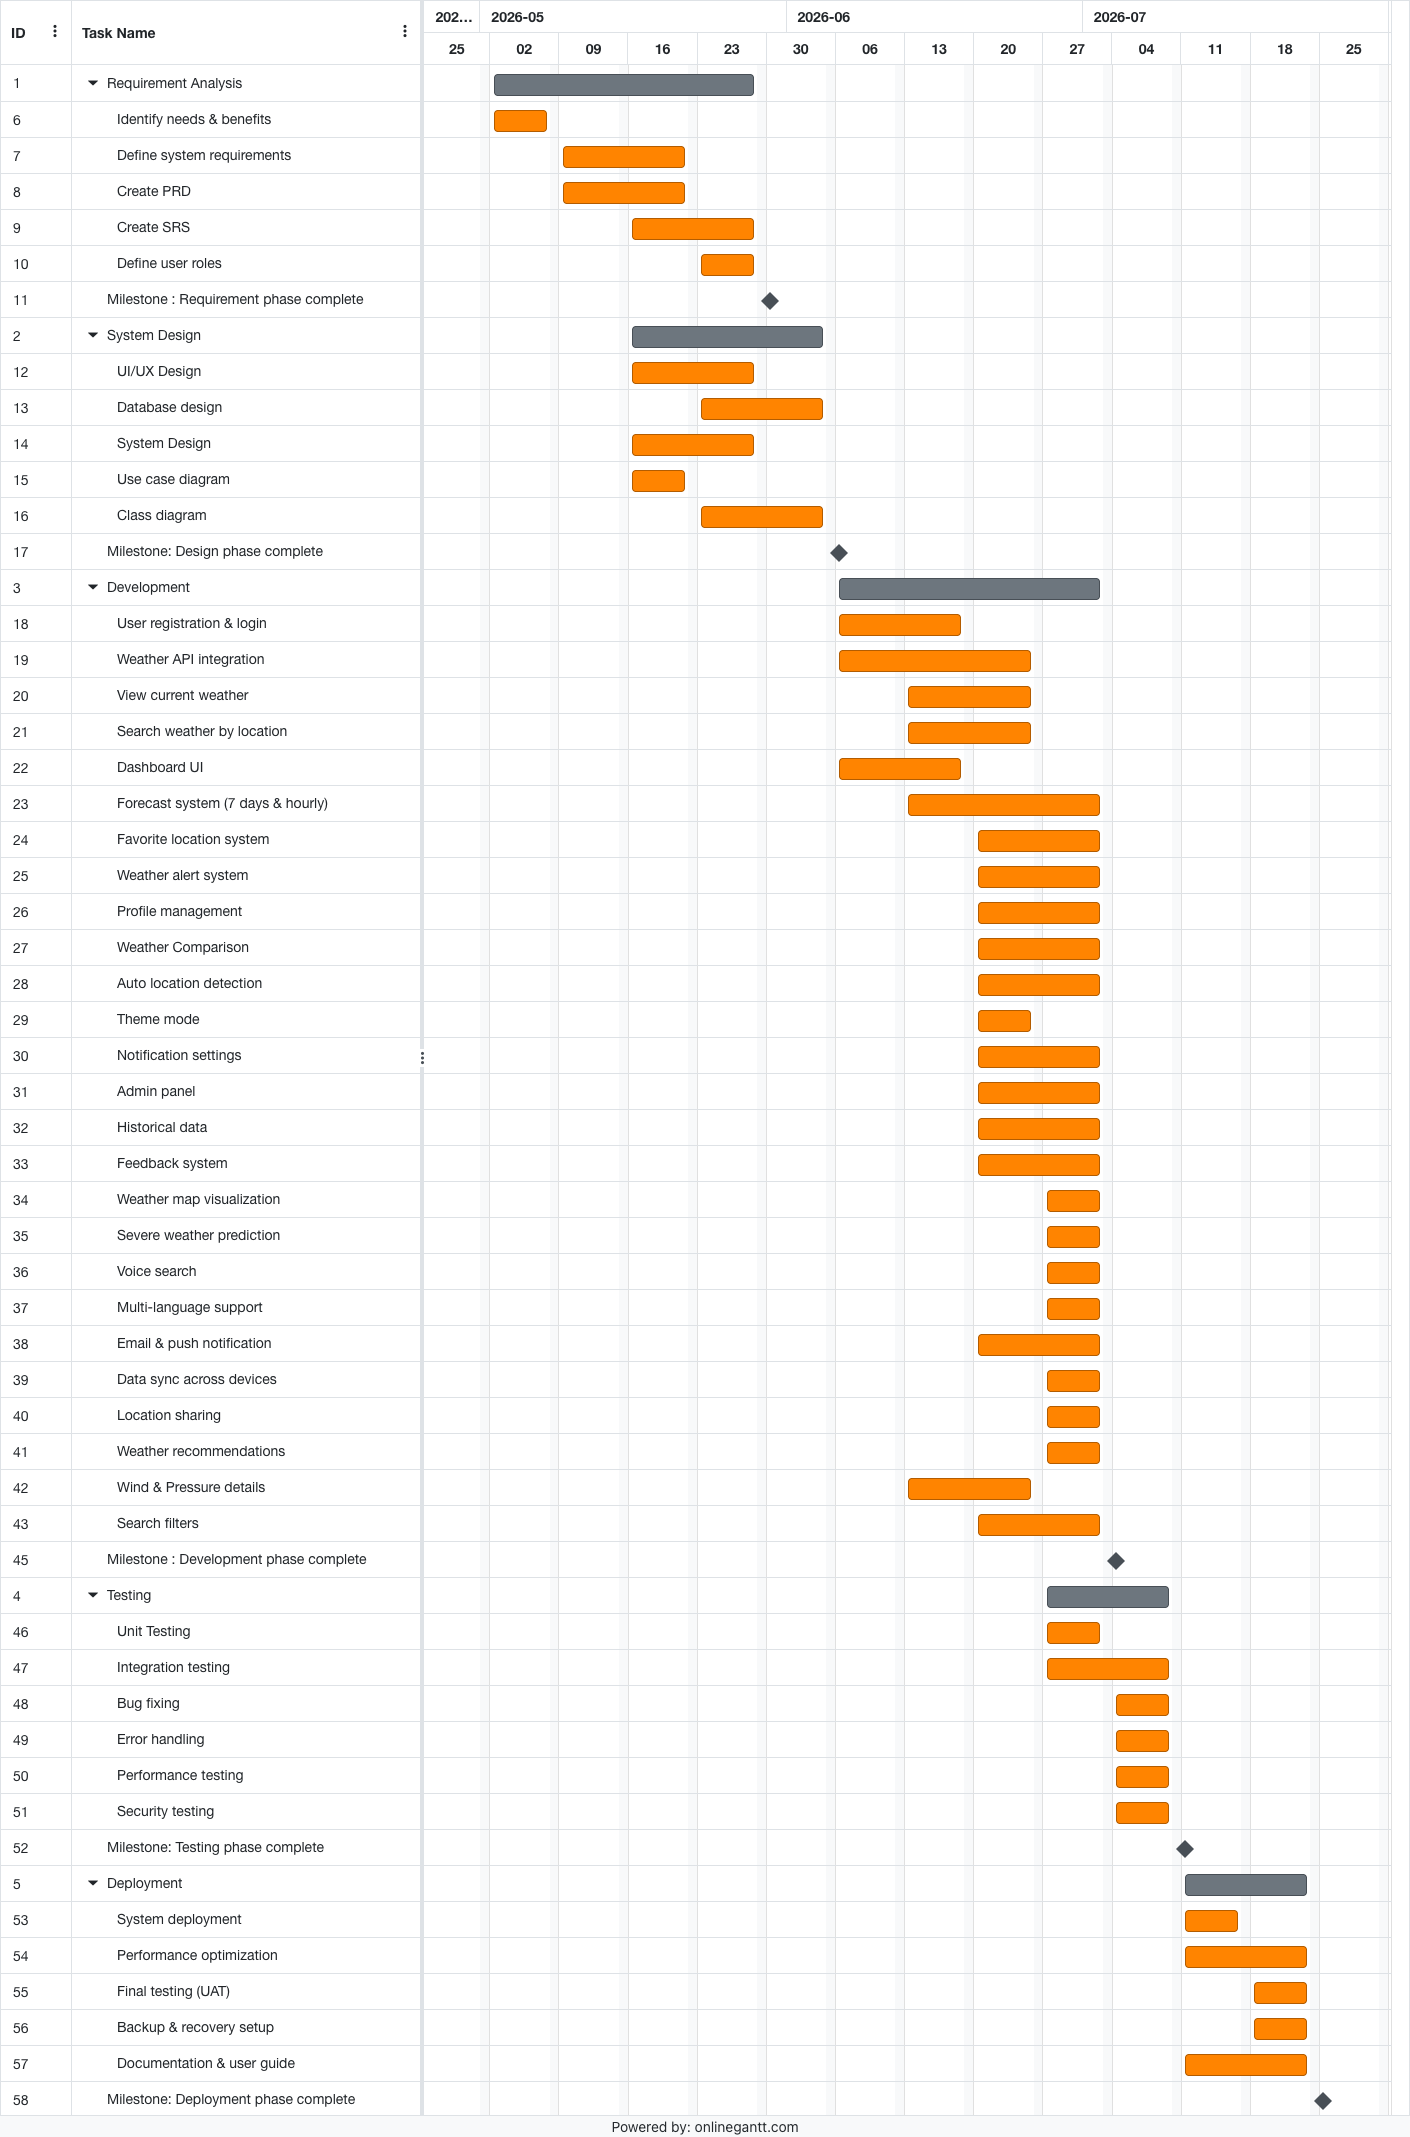 ID Task Name 202... 2026-05 2026-06 2026-07
25 02 09 16 23 30 06 13 20 27 04 11 18 25
1 Requirement Analysis
6 Identify needs & benefits
7 Define system requirements
8 Create PRD
9 Create SRS
10 Define user roles
11 Milestone : Requirement phase complete
2 System Design
12 UI/UX Design
13 Database design
14 System Design
15 Use case diagram
16 Class diagram
17 Milestone: Design phase complete
3 Development
18 User registration & login
19 Weather API integration
20 View current weather
21 Search weather by location
22 Dashboard UI
23 Forecast system (7 days & hourly)
24 Favorite location system
25 Weather alert system
26 Profile management
27 Weather Comparison
28 Auto location detection
29 Theme mode
30 Notification settings
31 Admin panel
32 Historical data
33 Feedback system
34 Weather map visualization
35 Severe weather prediction
36 Voice search
37 Multi-language support
38 Email & push notification
39 Data sync across devices
40 Location sharing
41 Weather recommendations
42 Wind & Pressure details
43 Search filters
45 Milestone : Development phase complete
4 Testing
46 Unit Testing
47 Integration testing
48 Bug fixing
49 Error handling
50 Performance testing
51 Security testing
52 Milestone: Testing phase complete
5 Deployment
53 System deployment
54 Performance optimization
55 Final testing (UAT)
56 Backup & recovery setup
57 Documentation & user guide
58 Milestone: Deployment phase complete
Powered by: onlinegantt.com